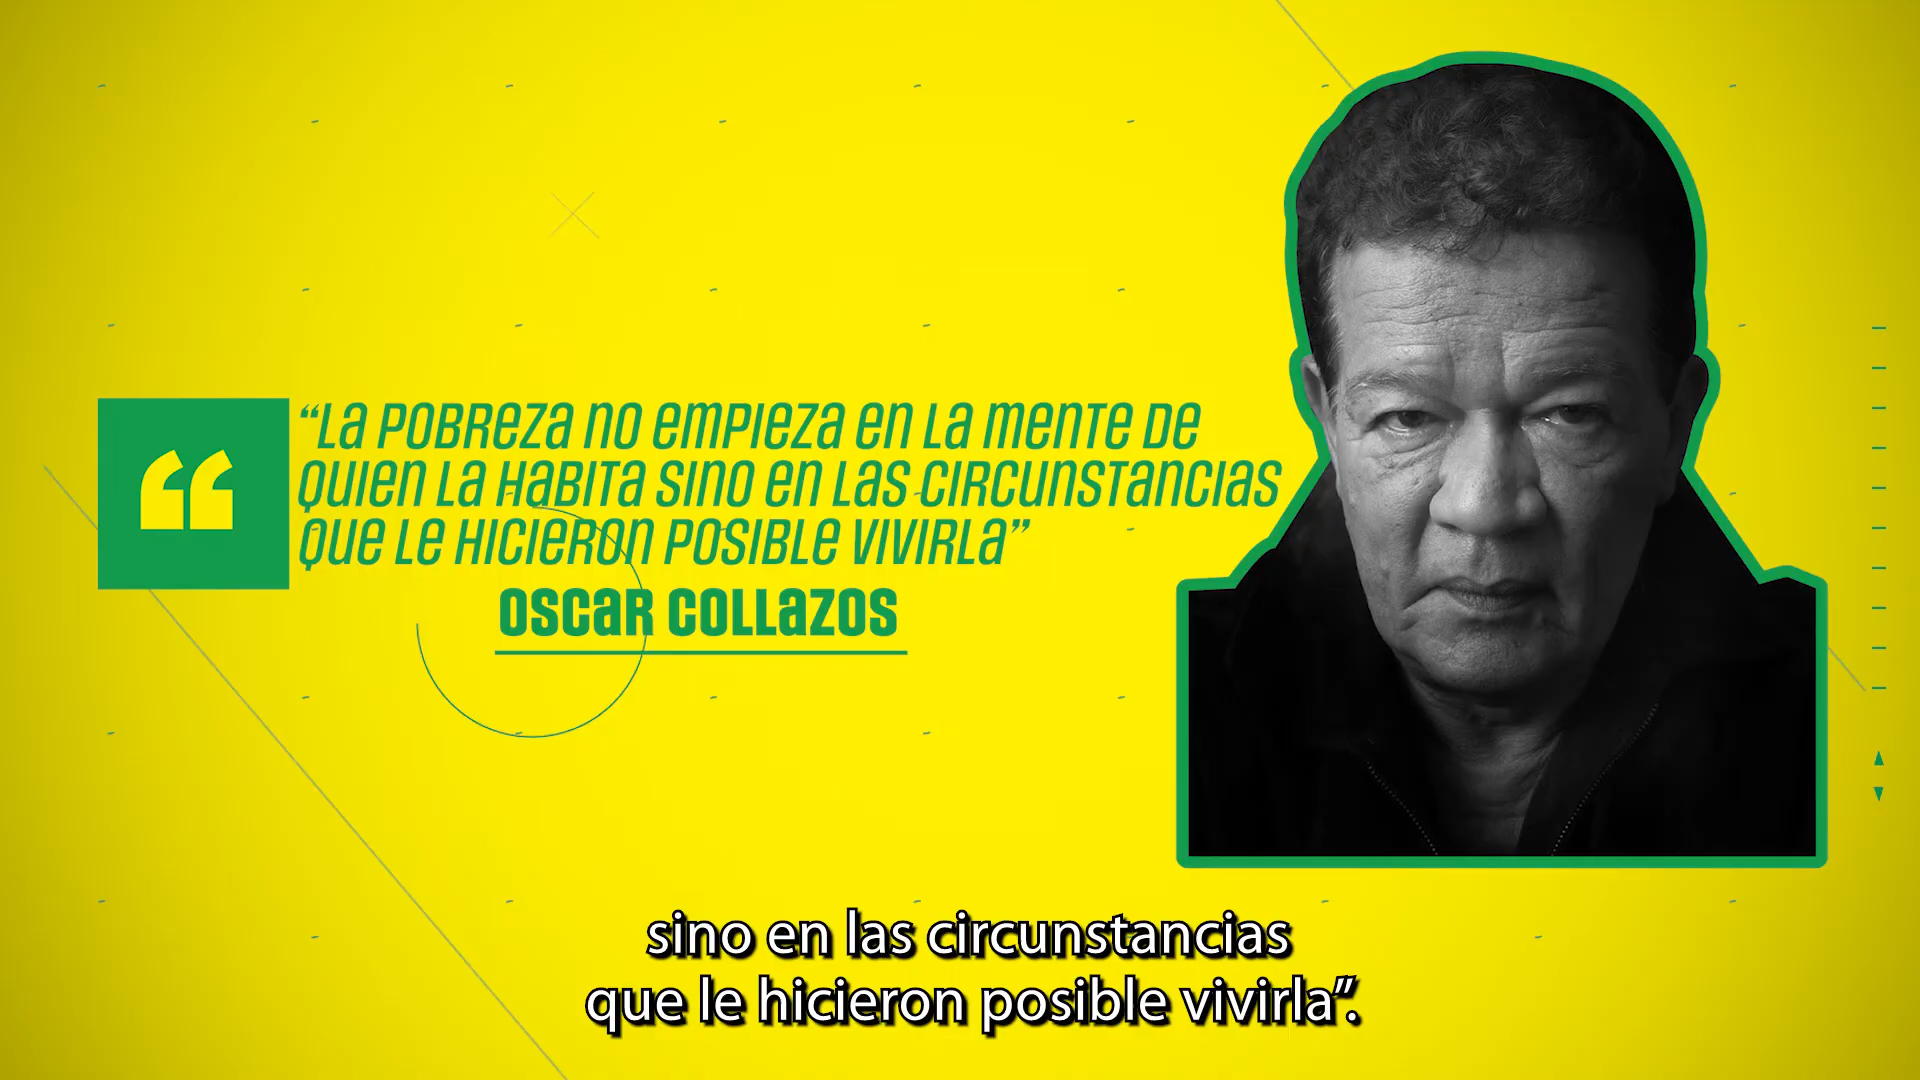 “La pobreza no empieza en la mente de
quien la habita sino en las circunstancias
que le hicieron posible vivirla”
Oscar Collazos
sino en las circunstancias
que le hicieron posible vivirla”.